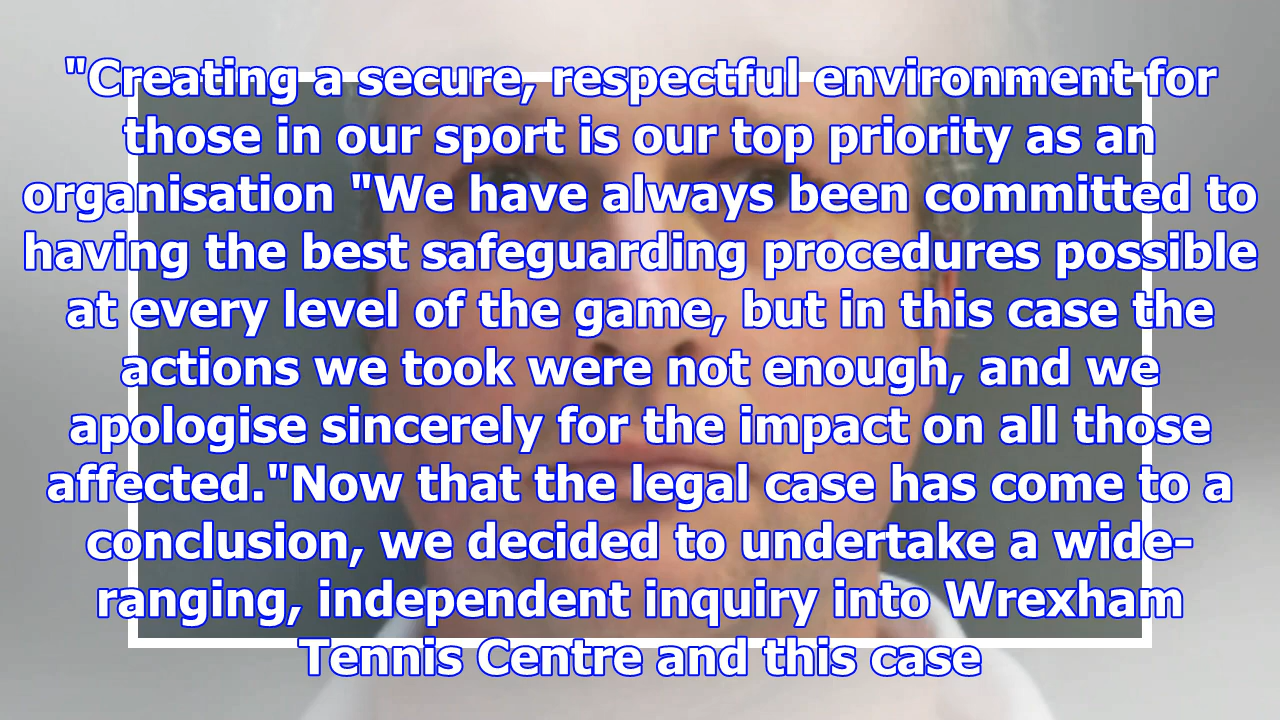 "Creating a secure, respectful environment for
those in our sport is our top priority as an
organisation "We have always been committed to
having the best safeguarding procedures possible
at every level of the game, but in this case the
actions we took were not enough, and we
apologise sincerely for the impact on all those
affected."Now that the legal case has come to a
conclusion, we decided to undertake a wide-
ranging, independent inquiry into Wrexham
Tennis Centre and this case